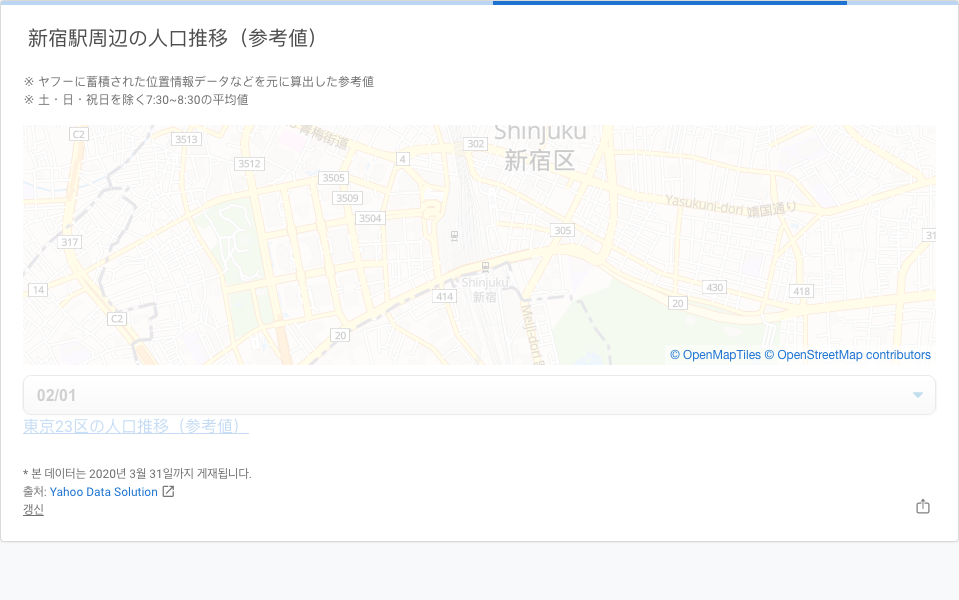 新宿駅周辺の人口推移（参考値）
※ ヤフーに蓄積された位置情報データなどを元に算出した参考値
※ 土・日・祝日を除く7:30~8:30の平均値
C2
3513
青梅街道
302
Shinjuku
新宿区
3512
4
3505
3509
3504
Yasukuni-dori 靖国通り
317
305
31
14
414
Shinjuku
新宿
430
418
20
C2
20
Meiji-dori
© OpenMapTiles © OpenStreetMap contributors
02/01
東京23区の人口推移（参考値）
* 본 데이터는 2020년 3월 31일까지 게재됩니다.
출처: Yahoo Data Solution
갱신